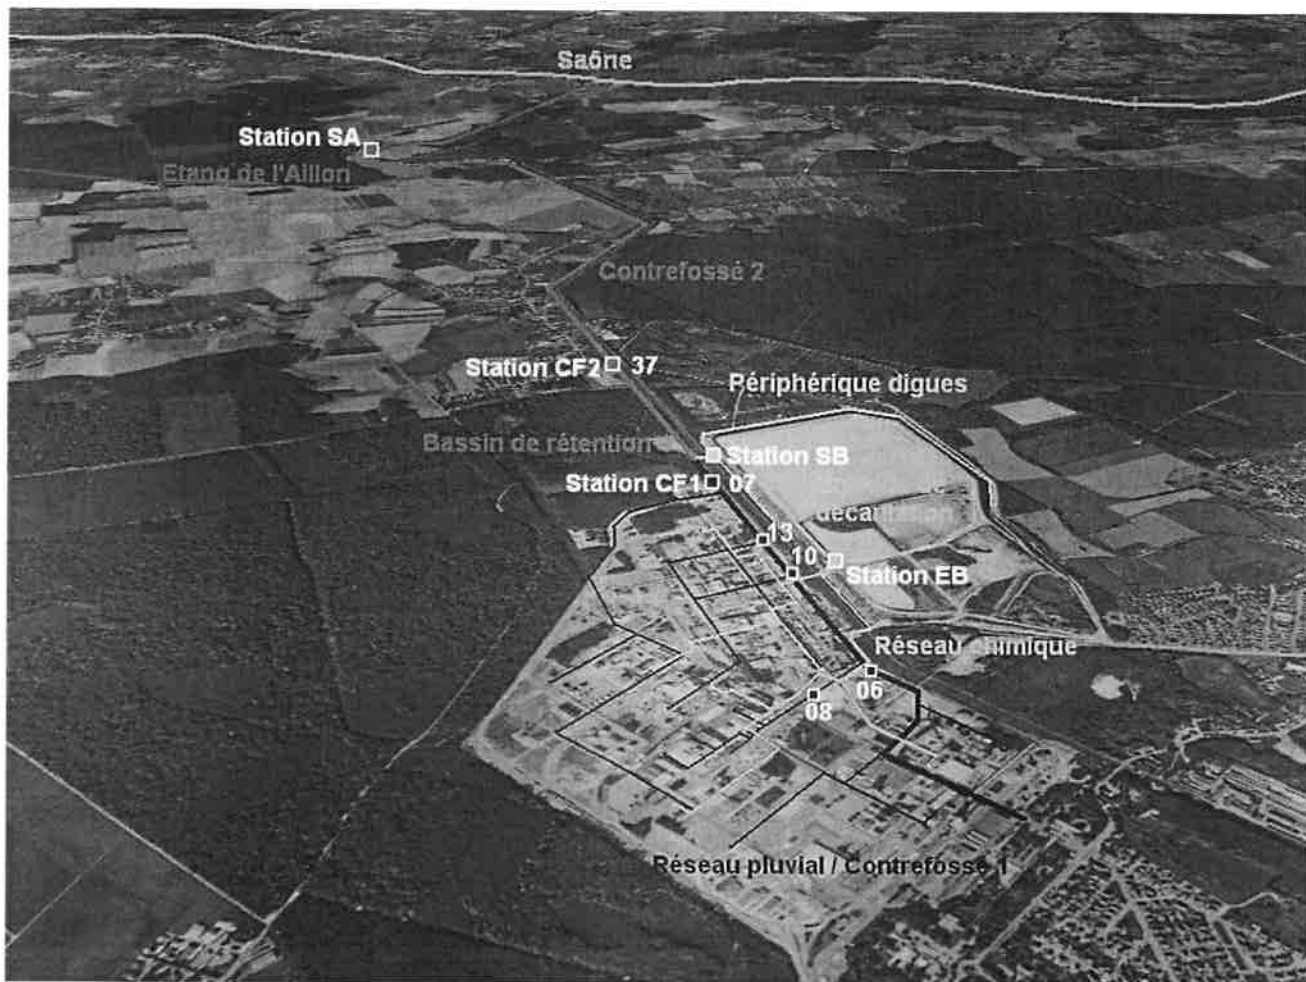 Saône
Station SA
Etang de l'Aillon
Contrefossé 2
Station CF2 37
Périphérique digues
Bassin de rétention
Station SB
Station CF1 07
décantation
13
10
Station EB
Réseau chimique
06
08
Réseau pluvial / Contrefossé 1